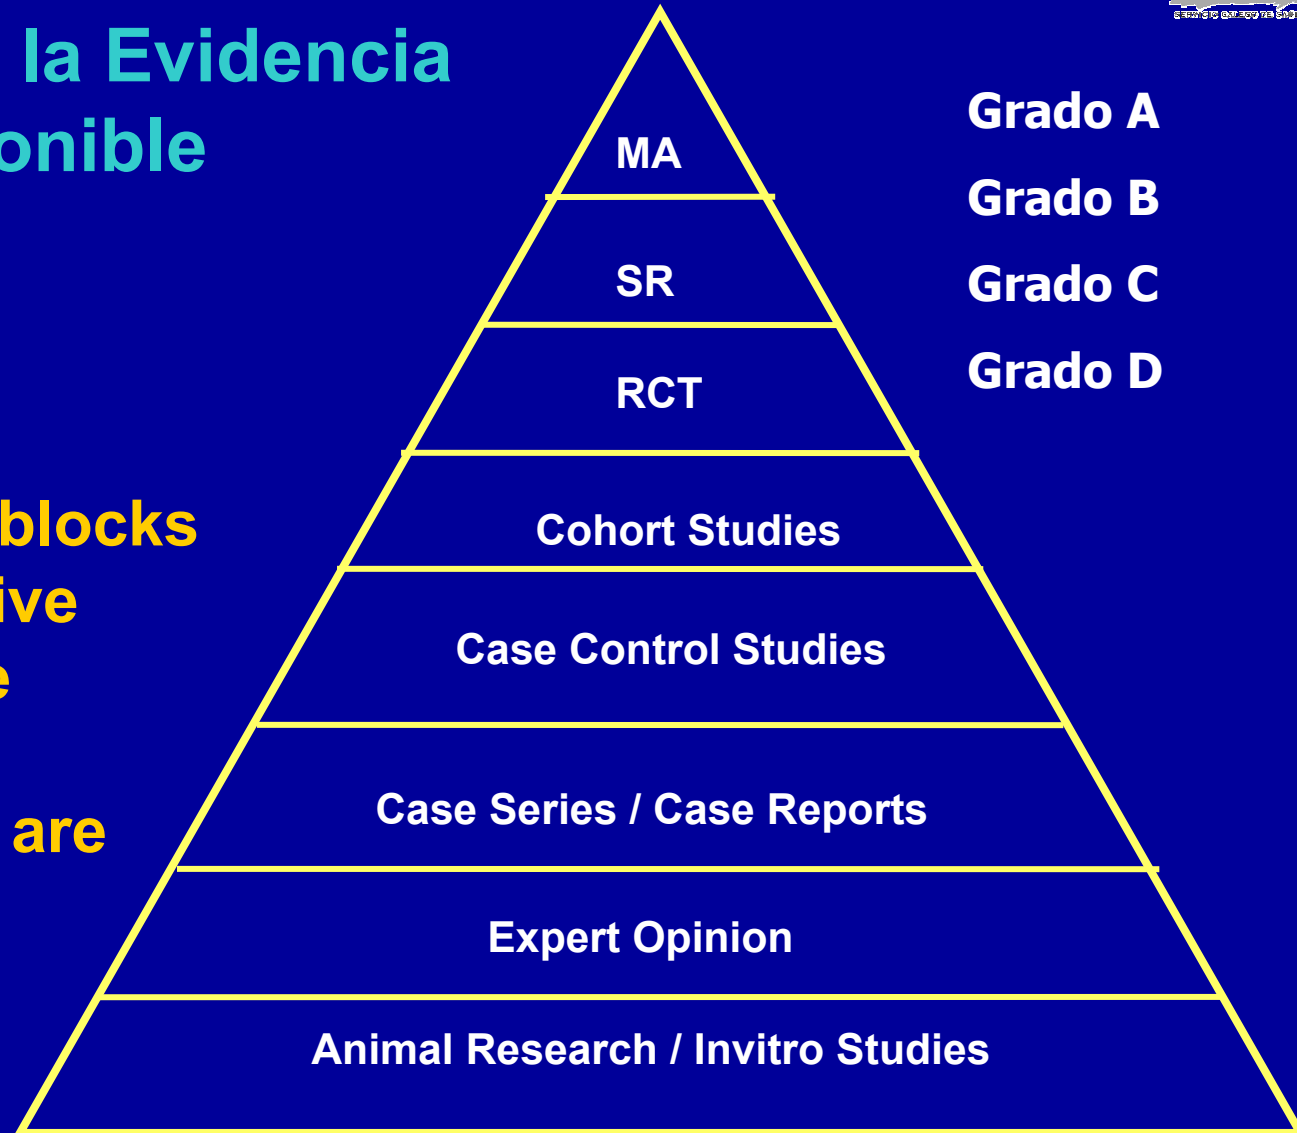 la Evidencia
onible
MA
SR
RCT
Cohort Studies
Case Control Studies
Case Series / Case Reports
Expert Opinion
Animal Research / Invitro Studies
Grado A
Grado B
Grado C
Grado D
blocks
ive
e
are